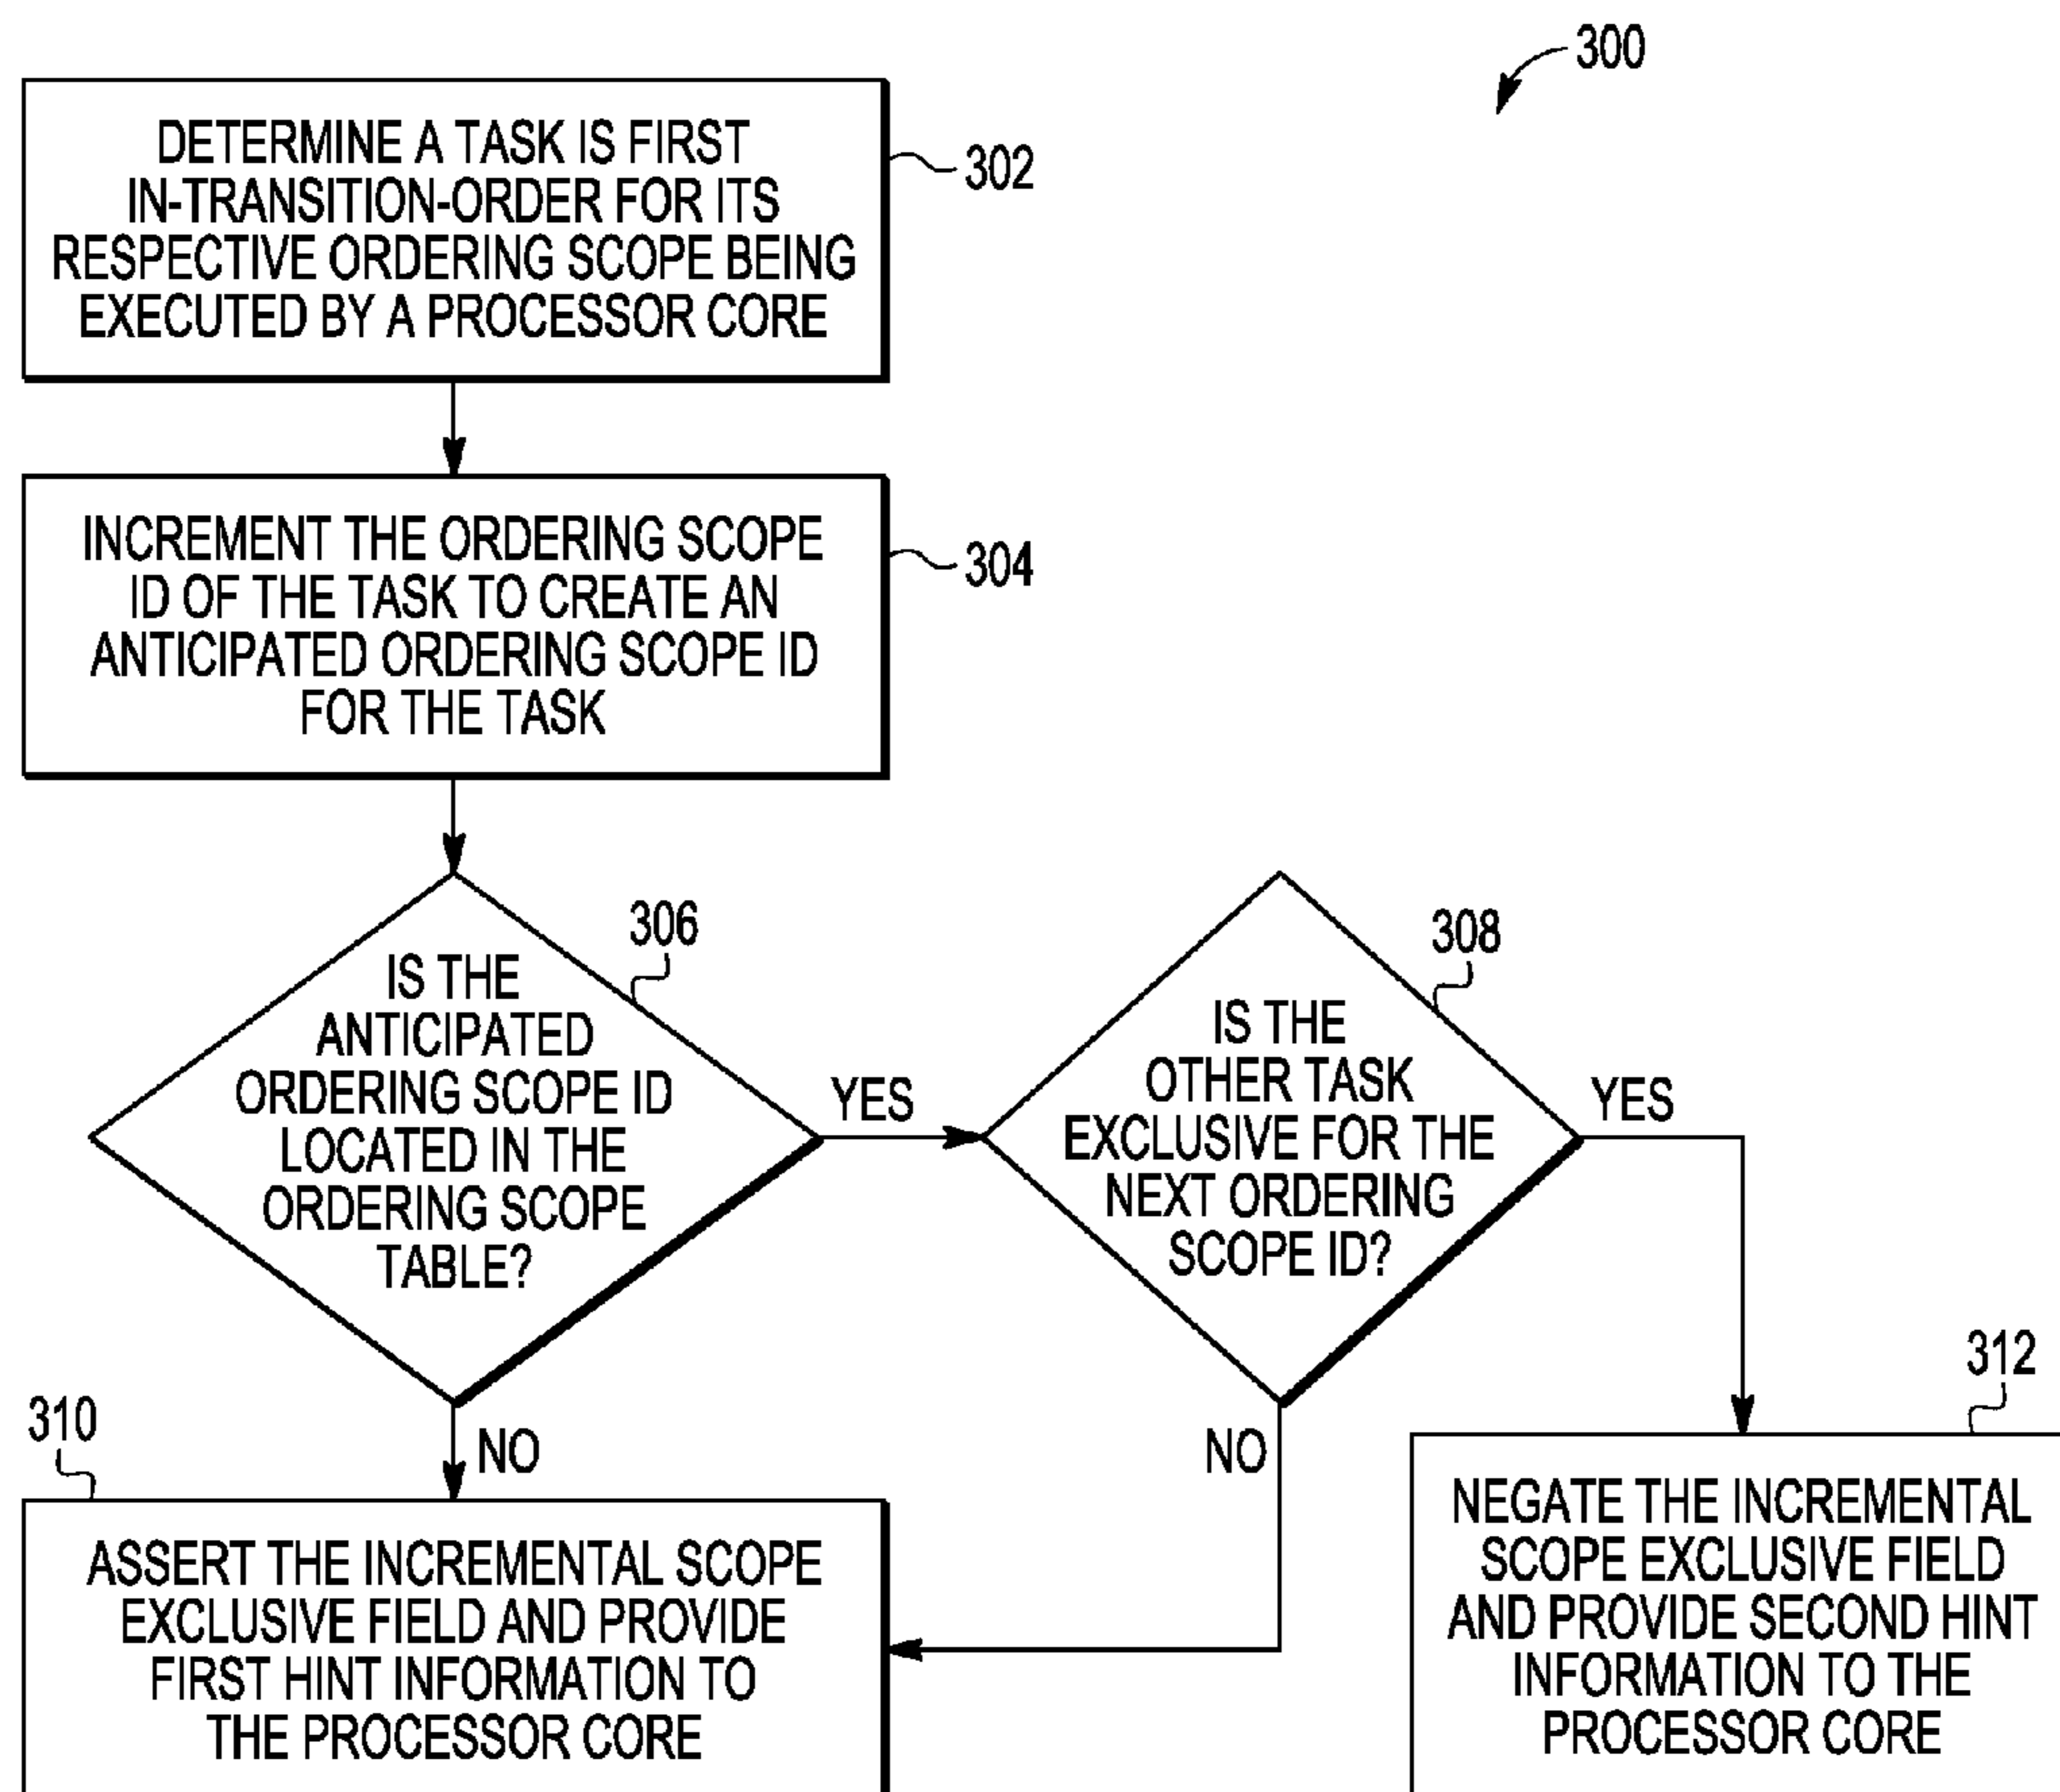 300
DETERMINE A TASK IS FIRST
IN-TRANSITION-ORDER FOR ITS
RESPECTIVE ORDERING SCOPE BEING
EXECUTED BY A PROCESSOR CORE
302
INCREMENT THE ORDERING SCOPE
ID OF THE TASK TO CREATE AN
ANTICIPATED ORDERING SCOPE ID
FOR THE TASK
304
306
IS THE
ANTICIPATED
ORDERING SCOPE ID
LOCATED IN THE
ORDERING SCOPE
TABLE?
YES
308
IS THE
OTHER TASK
EXCLUSIVE FOR THE
NEXT ORDERING
SCOPE ID?
YES
NO
NO
310
ASSERT THE INCREMENTAL SCOPE
EXCLUSIVE FIELD AND PROVIDE
FIRST HINT INFORMATION TO
THE PROCESSOR CORE
312
NEGATE THE INCREMENTAL
SCOPE EXCLUSIVE FIELD
AND PROVIDE SECOND HINT
INFORMATION TO THE
PROCESSOR CORE